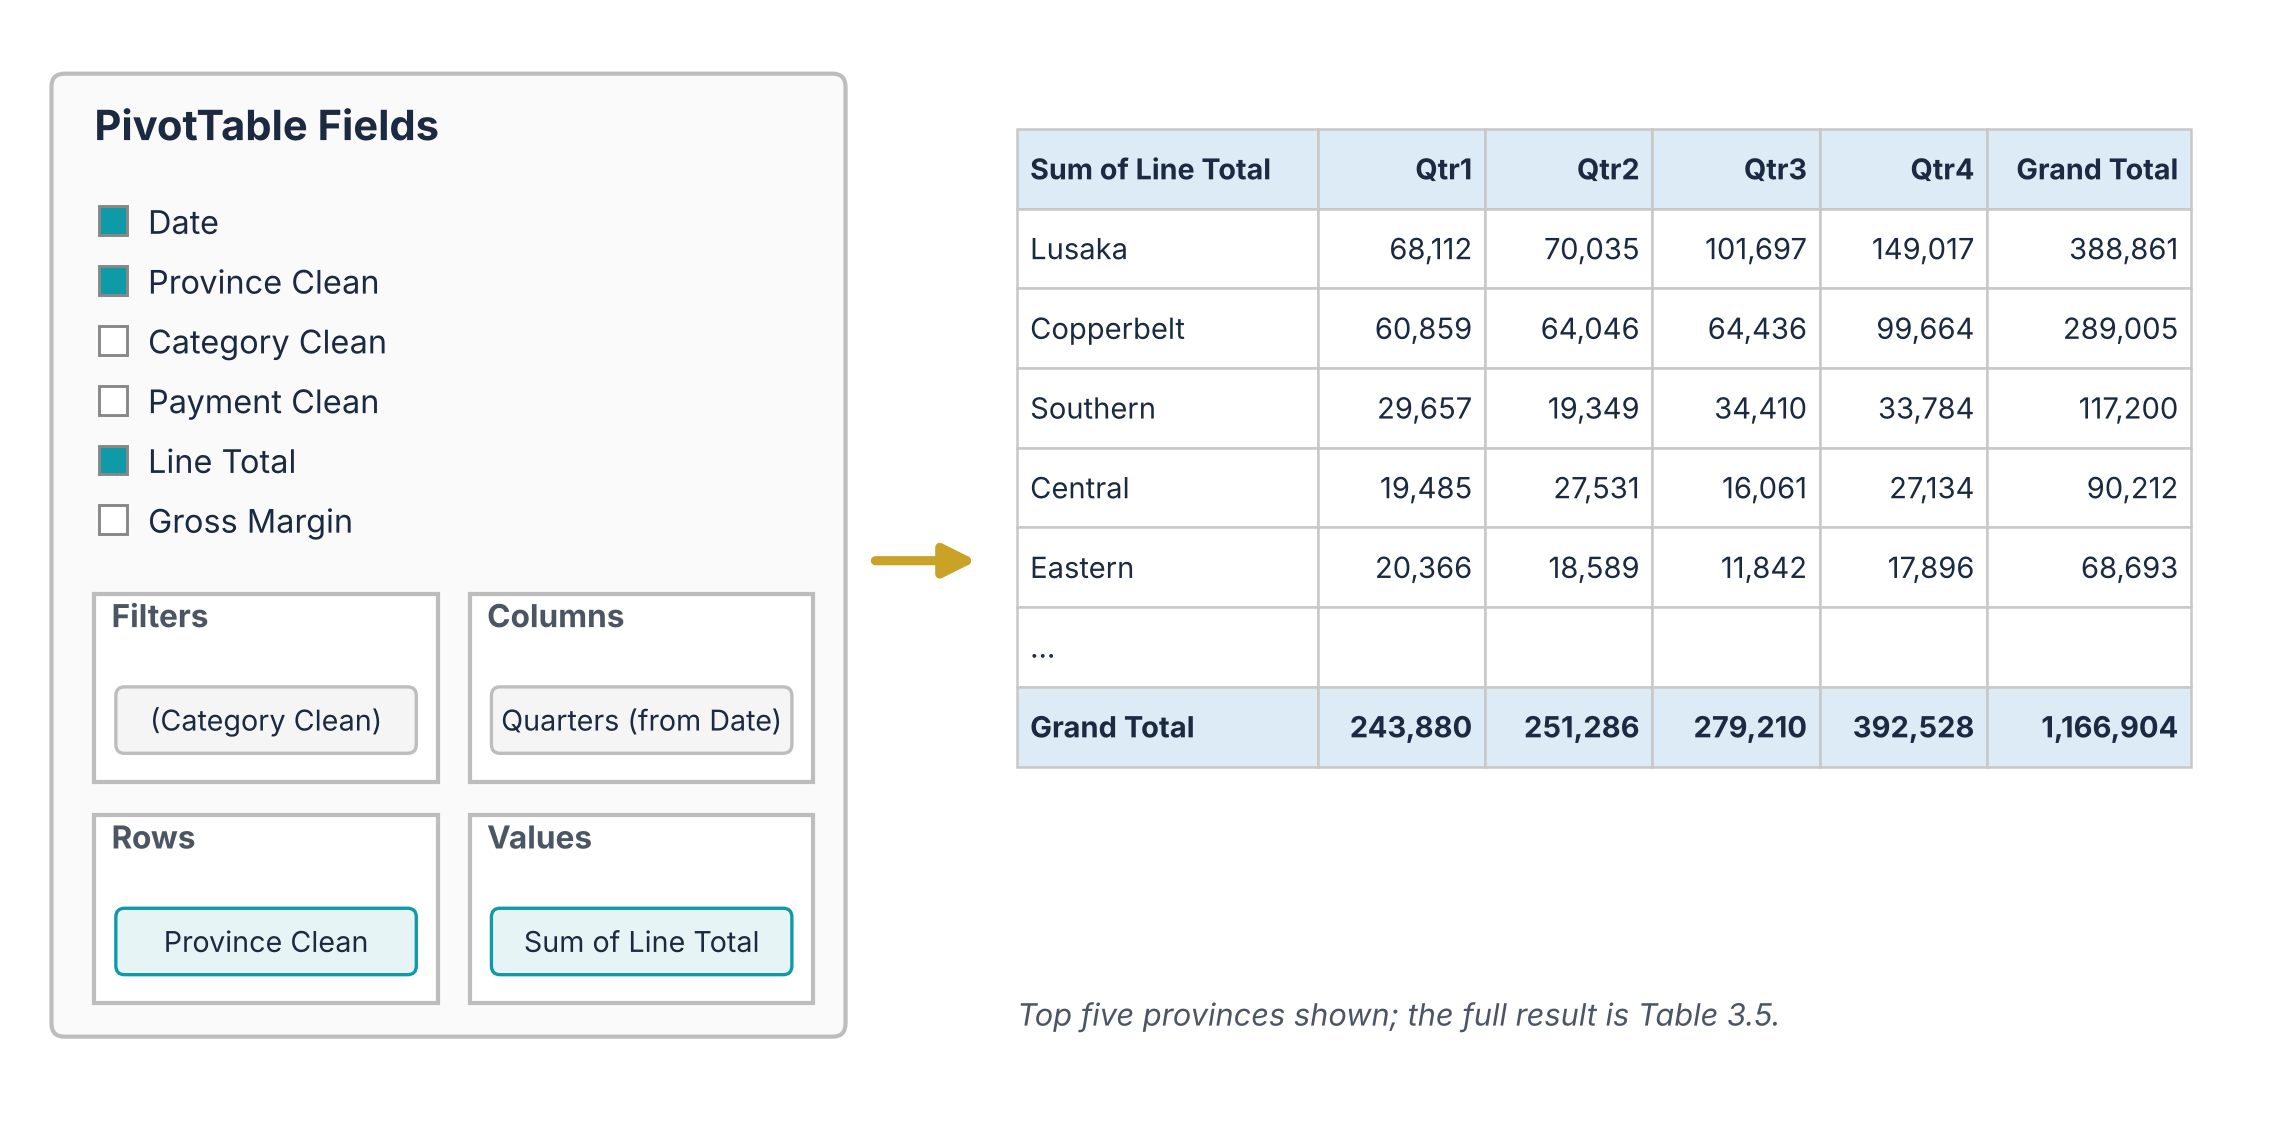 PivotTable Fields
Date
Province Clean
Category Clean
Payment Clean
Line Total
Gross Margin
Filters
(Category Clean)
Columns
Quarters (from Date)
Rows
Province Clean
Values
Sum of Line Total
Sum of Line Total Qtr1 Qtr2 Qtr3 Qtr4 Grand Total
Lusaka 68,112 70,035 101,697 149,017 388,861
Copperbelt 60,859 64,046 64,436 99,664 289,005
Southern 29,657 19,349 34,410 33,784 117,200
Central 19,485 27,531 16,061 27,134 90,212
Eastern 20,366 18,589 11,842 17,896 68,693
...
Grand Total 243,880 251,286 279,210 392,528 1,166,904
Top five provinces shown; the full result is Table 3.5.